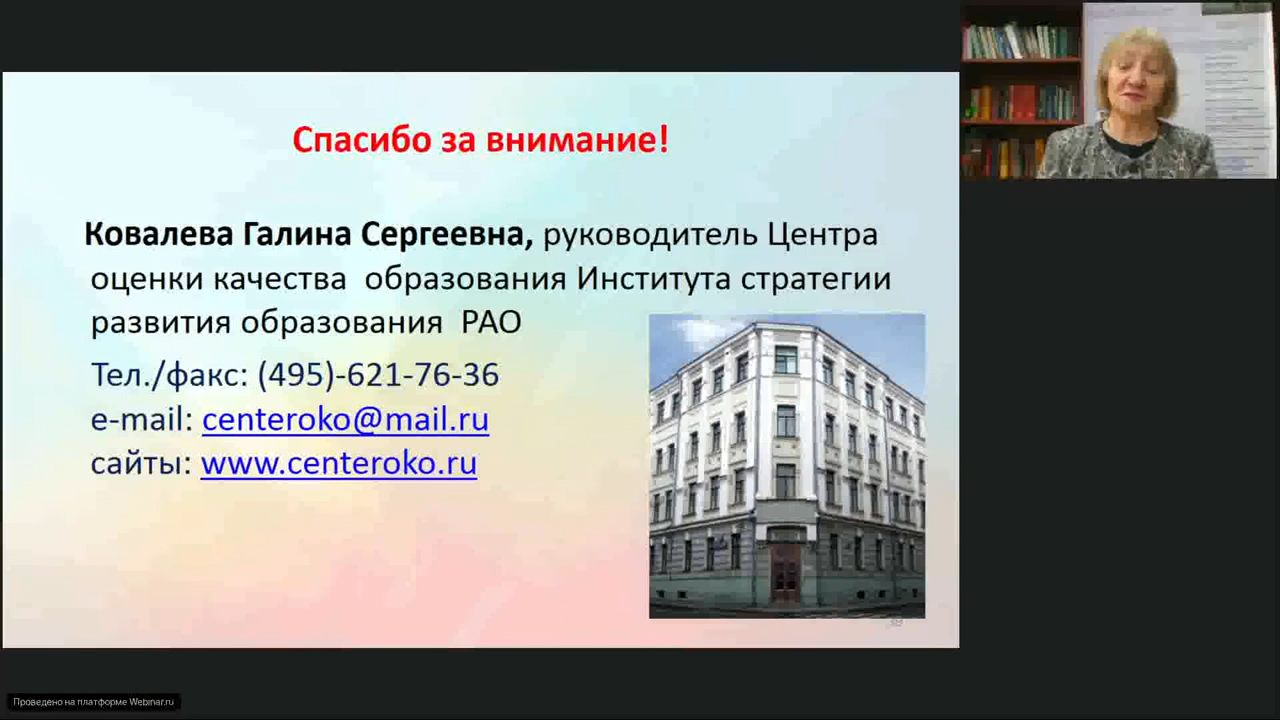 Спасибо за внимание!
Ковалева Галина Сергеевна, руководитель Центра
оценки качества образования Института стратегии
развития образования РАО
Тел./факс: (495)-621-76-36
e-mail: centeroko@mail.ru
сайты: www.centeroko.ru
Проведено на платформе Webinar.ru